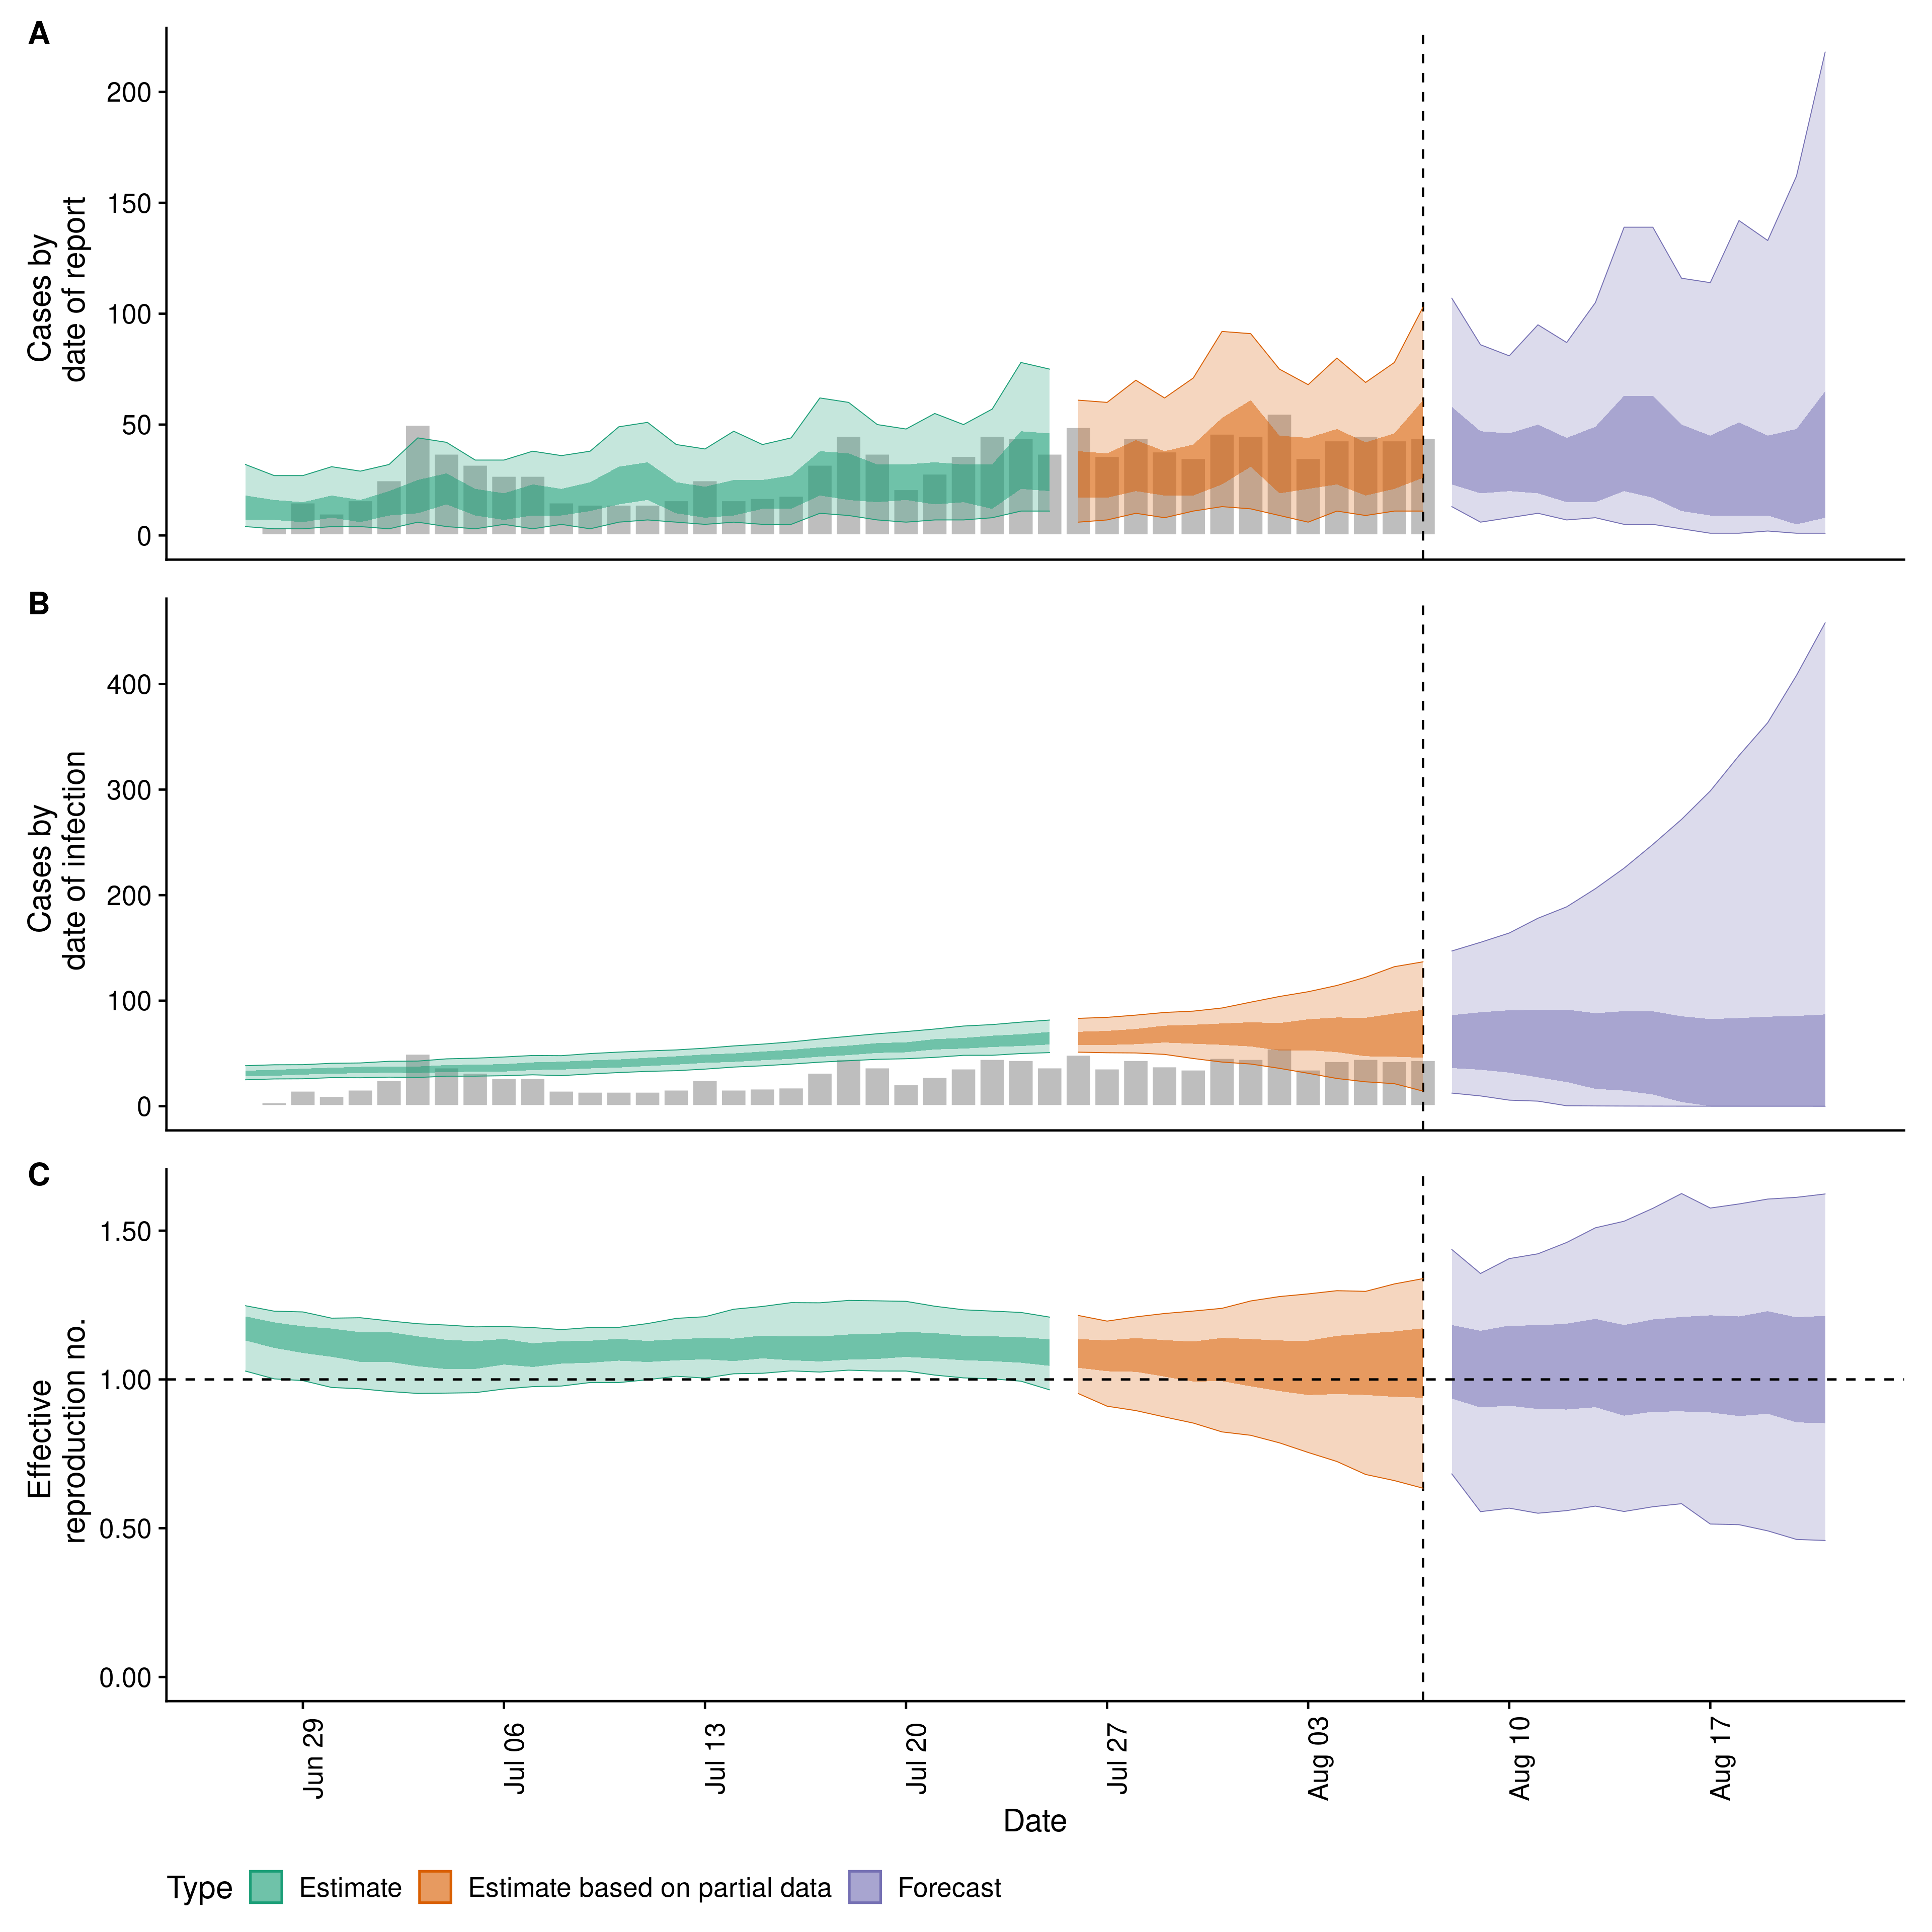 A
Cases by
date of report
200
150
100
50
0
B
Cases by
date of infection
400
300
200
100
0
C
Effective
reproduction no.
1.50
1.00
0.50
0.00
Jun 29
Jul 06
Jul 13
Jul 20
Jul 27
Aug 03
Aug 10
Aug 17
Date
Type Estimate Estimate based on partial data Forecast